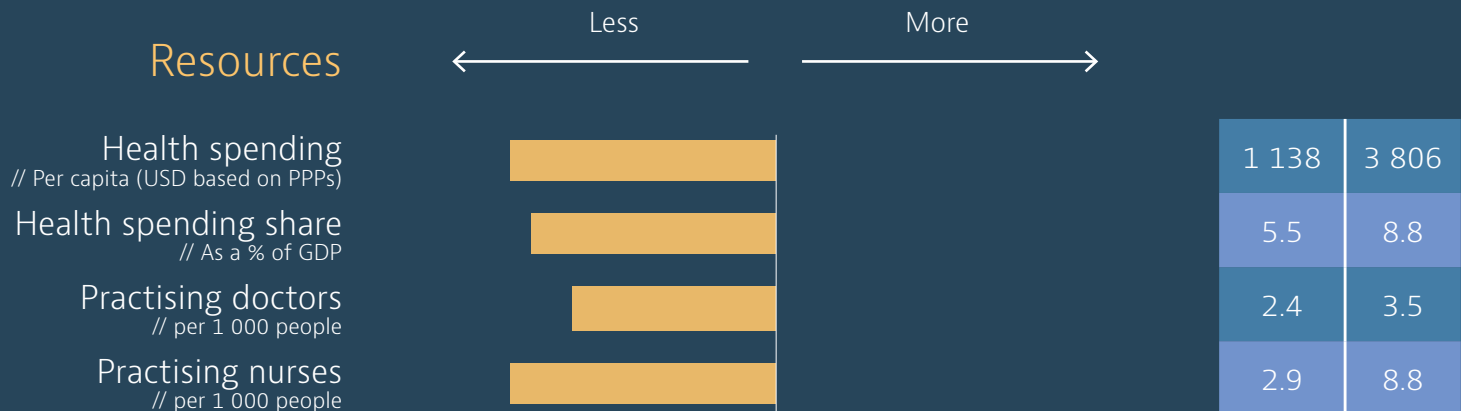 Less More
Resources
Health spending
// Per capita (USD based on PPPs)
1 138 3 806
Health spending share
// As a % of GDP
5.5 8.8
Practising doctors
// per 1 000 people
2.4 3.5
Practising nurses
// per 1 000 people
2.9 8.8